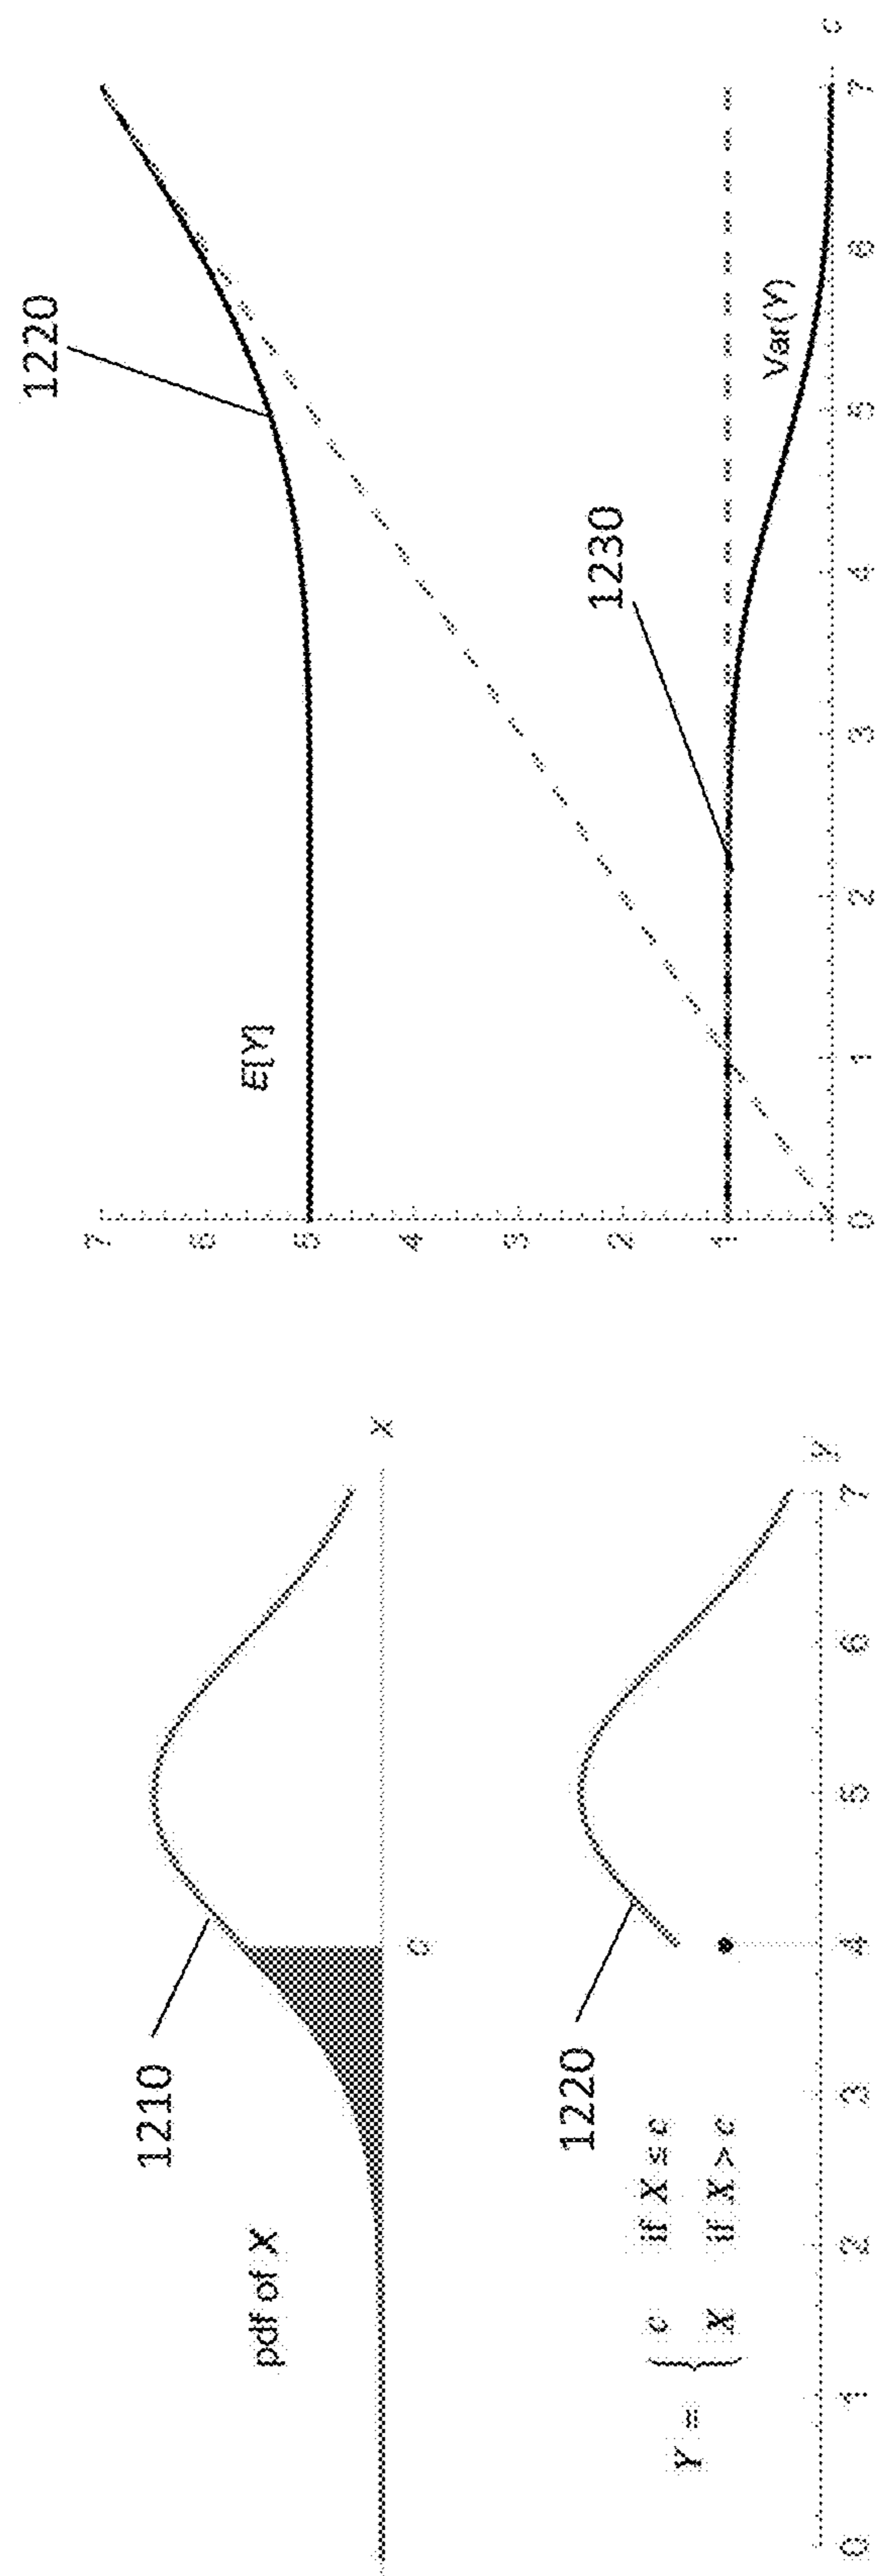 1210
pdf of X
x
c
1220
Y = { c if X ≤ c
X if X > c
y
0 1 2 3 4 5 6 7
1220
E[Y]
7
6
5
4
3
2
1
1230
Var(Y)
c
0 1 2 3 4 5 6 7